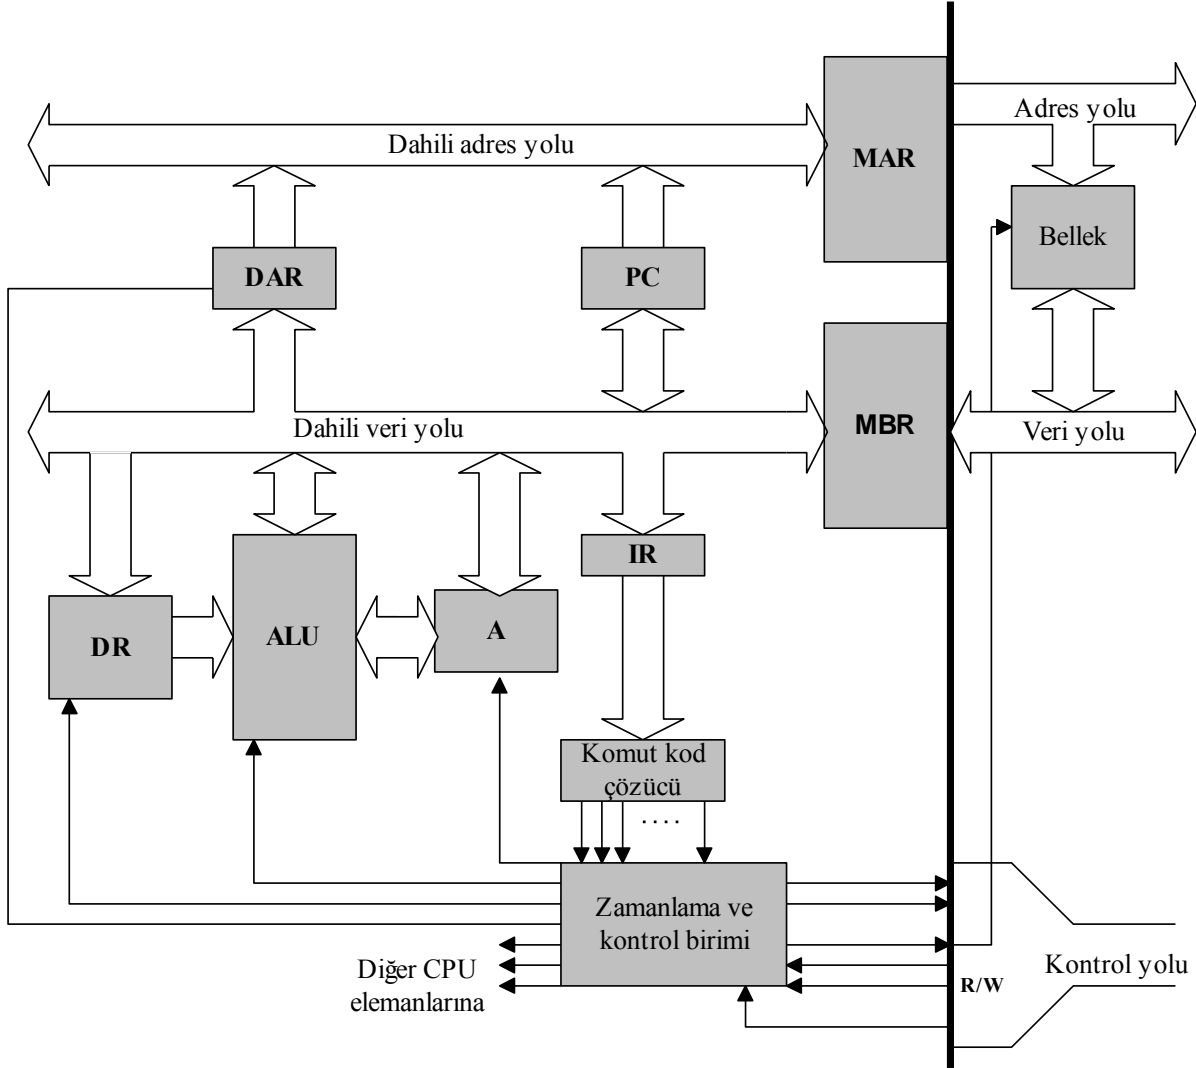 Adres yolu
Dahili adres yolu
MAR
Bellek
DAR
PC
MBR
Dahili veri yolu
Veri yolu
IR
DR
ALU
A
Komut kod
çözücü
....
Zamanlama ve
kontrol birimi
Diğer CPU
elemanlarına
Kontrol yolu
R/W